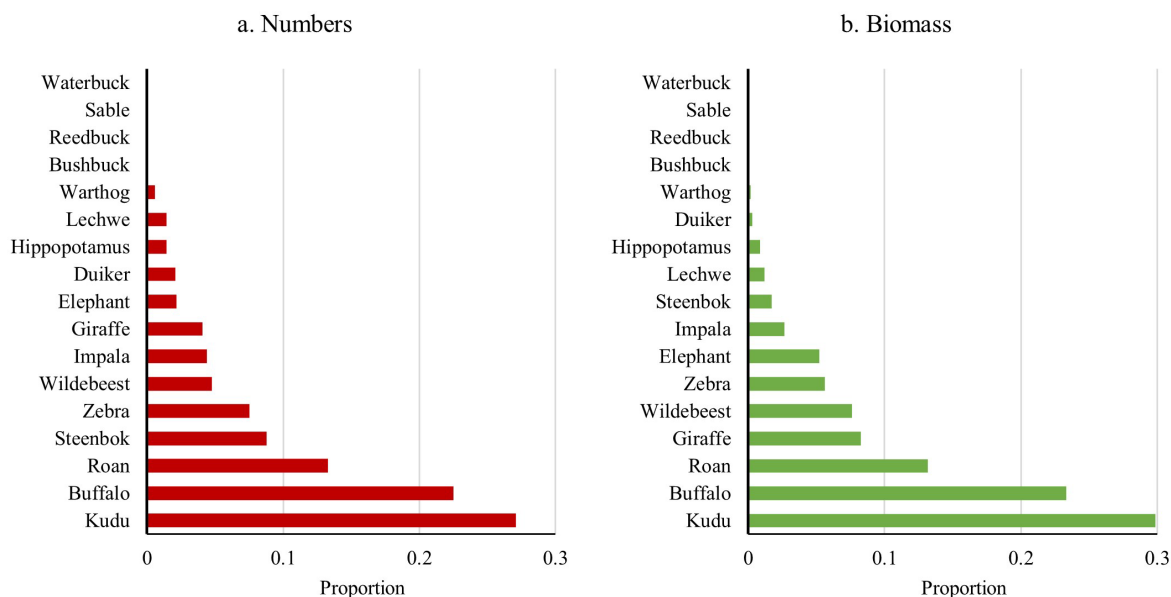 a. Numbers
Waterbuck
Sable
Reedbuck
Bushbuck
Warthog
Lechwe
Hippopotamus
Duiker
Elephant
Giraffe
Impala
Wildebeest
Zebra
Steenbok
Roan
Buffalo
Kudu
0 0.1 0.2 0.3
Proportion
b. Biomass
Waterbuck
Sable
Reedbuck
Bushbuck
Warthog
Duiker
Hippopotamus
Lechwe
Steenbok
Impala
Elephant
Zebra
Wildebeest
Giraffe
Roan
Buffalo
Kudu
0 0.1 0.2 0.3
Proportion